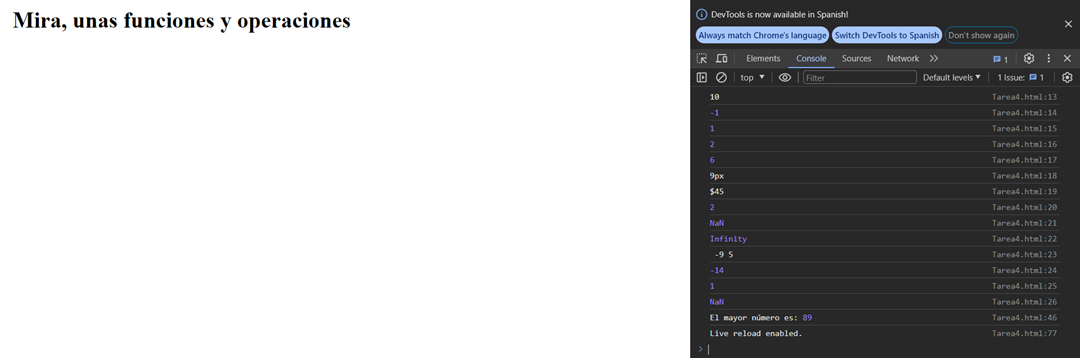 Mira, unas funciones y operaciones
DevTools is now available in Spanish!
Always match Chrome's language Switch DevTools to Spanish Don't show again
Elements Console Sources Network 1
top Filter Default levels 1 Issue: 1
10 Tarea4.html:13
-1 Tarea4.html:14
1 Tarea4.html:15
2 Tarea4.html:16
6 Tarea4.html:17
9px Tarea4.html:18
$45 Tarea4.html:19
2 Tarea4.html:20
NaN Tarea4.html:21
Infinity Tarea4.html:22
-9 5 Tarea4.html:23
-14 Tarea4.html:24
1 Tarea4.html:25
NaN Tarea4.html:26
El mayor número es: 89 Tarea4.html:46
Live reload enabled. Tarea4.html:77